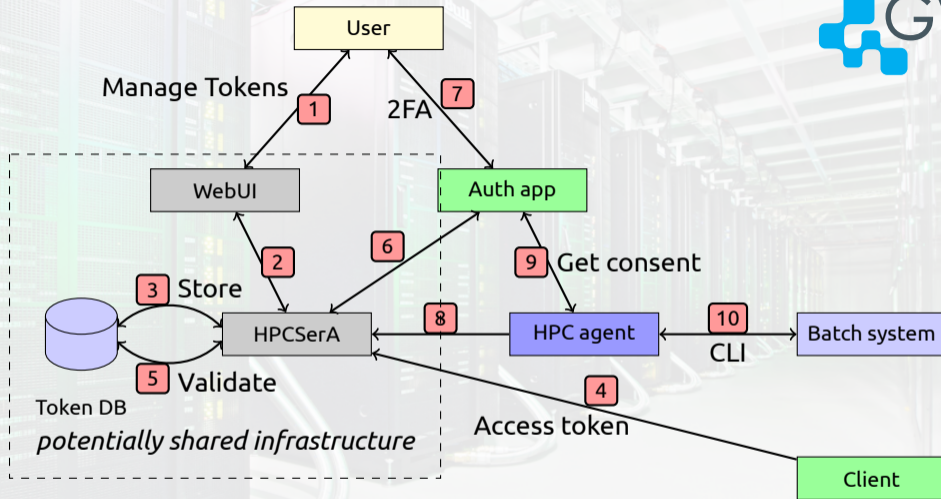 User
Manage Tokens
1
7
2FA
WebUI
Auth app
2
6
9
Get consent
3
Store
HPCSerA
8
HPC agent
10
CLI
Batch system
5
Validate
Token DB
potentially shared infrastructure
4
Access token
Client